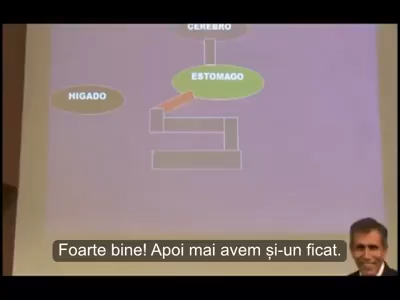 CEREBRO
ESTOMAGO
HIGADO
Foarte bine! Apoi mai avem și-un ficat.